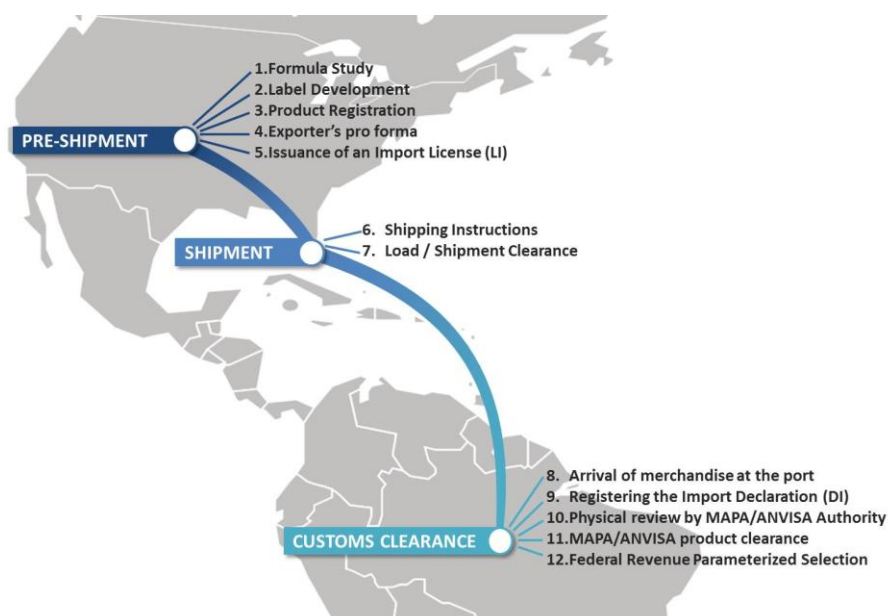 1.Formula Study
2.Label Development
3.Product Registration
4.Exporter's pro forma
5.Issuance of an Import License (LI)
PRE-SHIPMENT
6. Shipping Instructions
7. Load / Shipment Clearance
SHIPMENT
8. Arrival of merchandise at the port
9. Registering the Import Declaration (DI)
10.Physical review by MAPA/ANVISA Authority
11.MAPA/ANVISA product clearance
12.Federal Revenue Parameterized Selection
CUSTOMS CLEARANCE